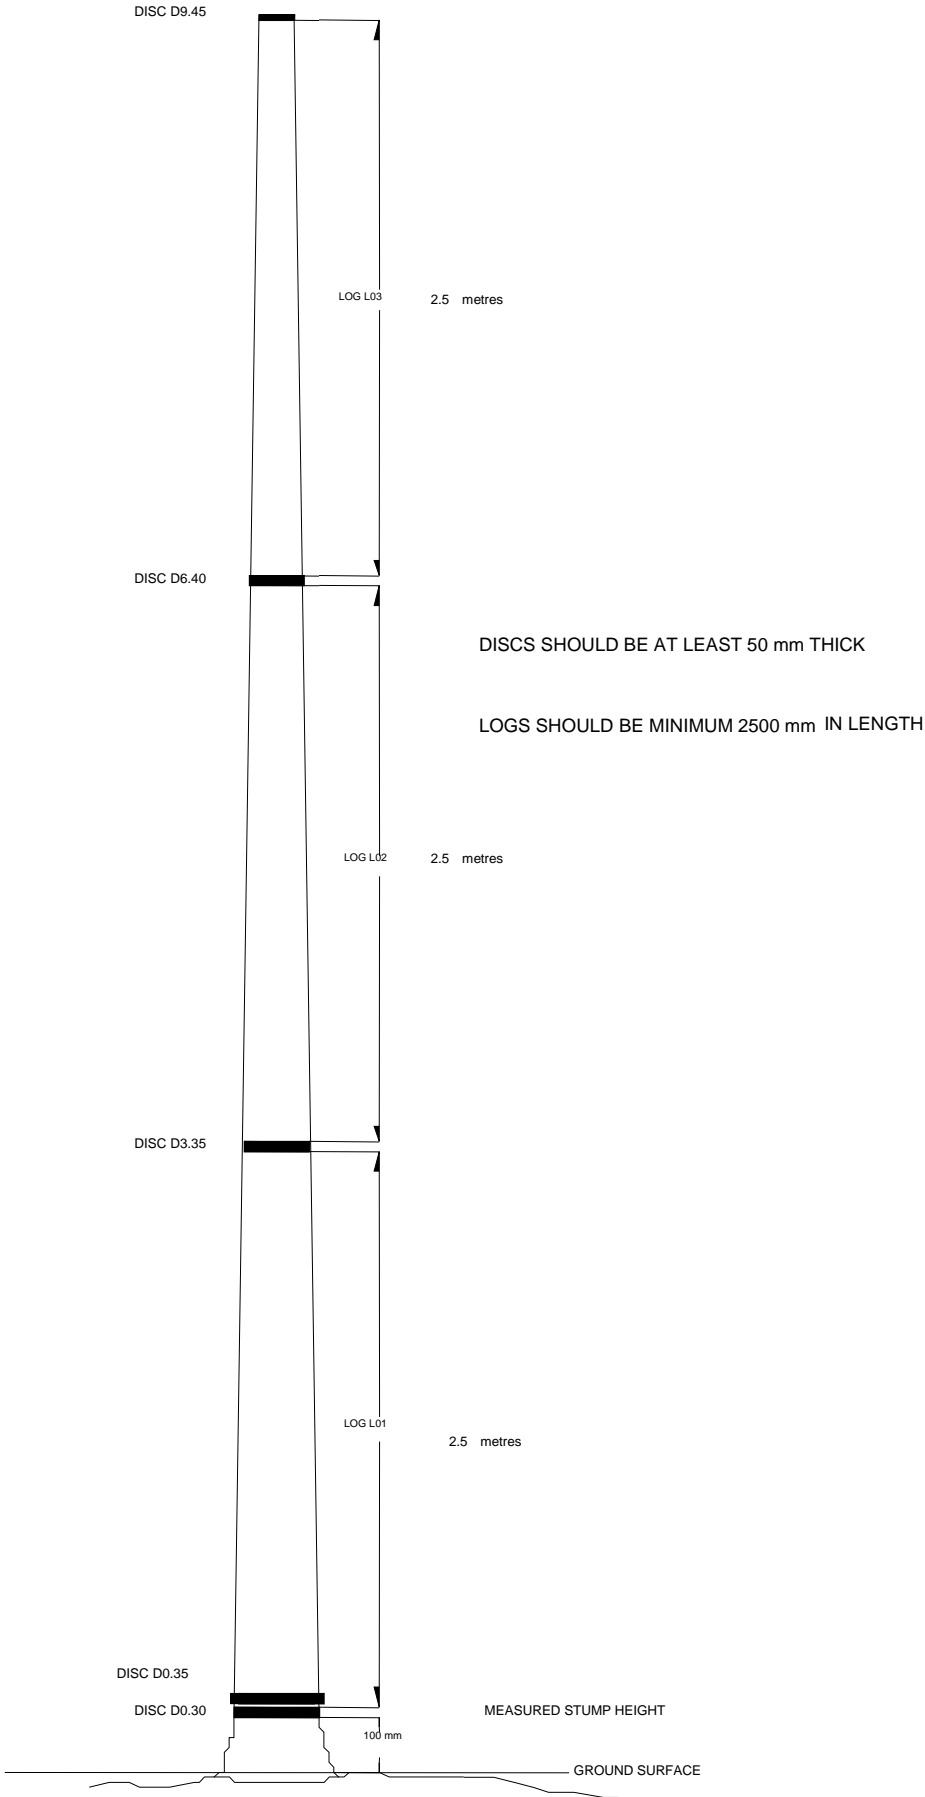 DISC D9.45
LOG L03 2.5 metres
DISC D6.40
DISCS SHOULD BE AT LEAST 50 mm THICK
LOGS SHOULD BE MINIMUM 2500 mm IN LENGTH
LOG L02 2.5 metres
DISC D3.35
LOG L01
2.5 metres
DISC D0.35
DISC D0.30 MEASURED STUMP HEIGHT
100 mm
GROUND SURFACE